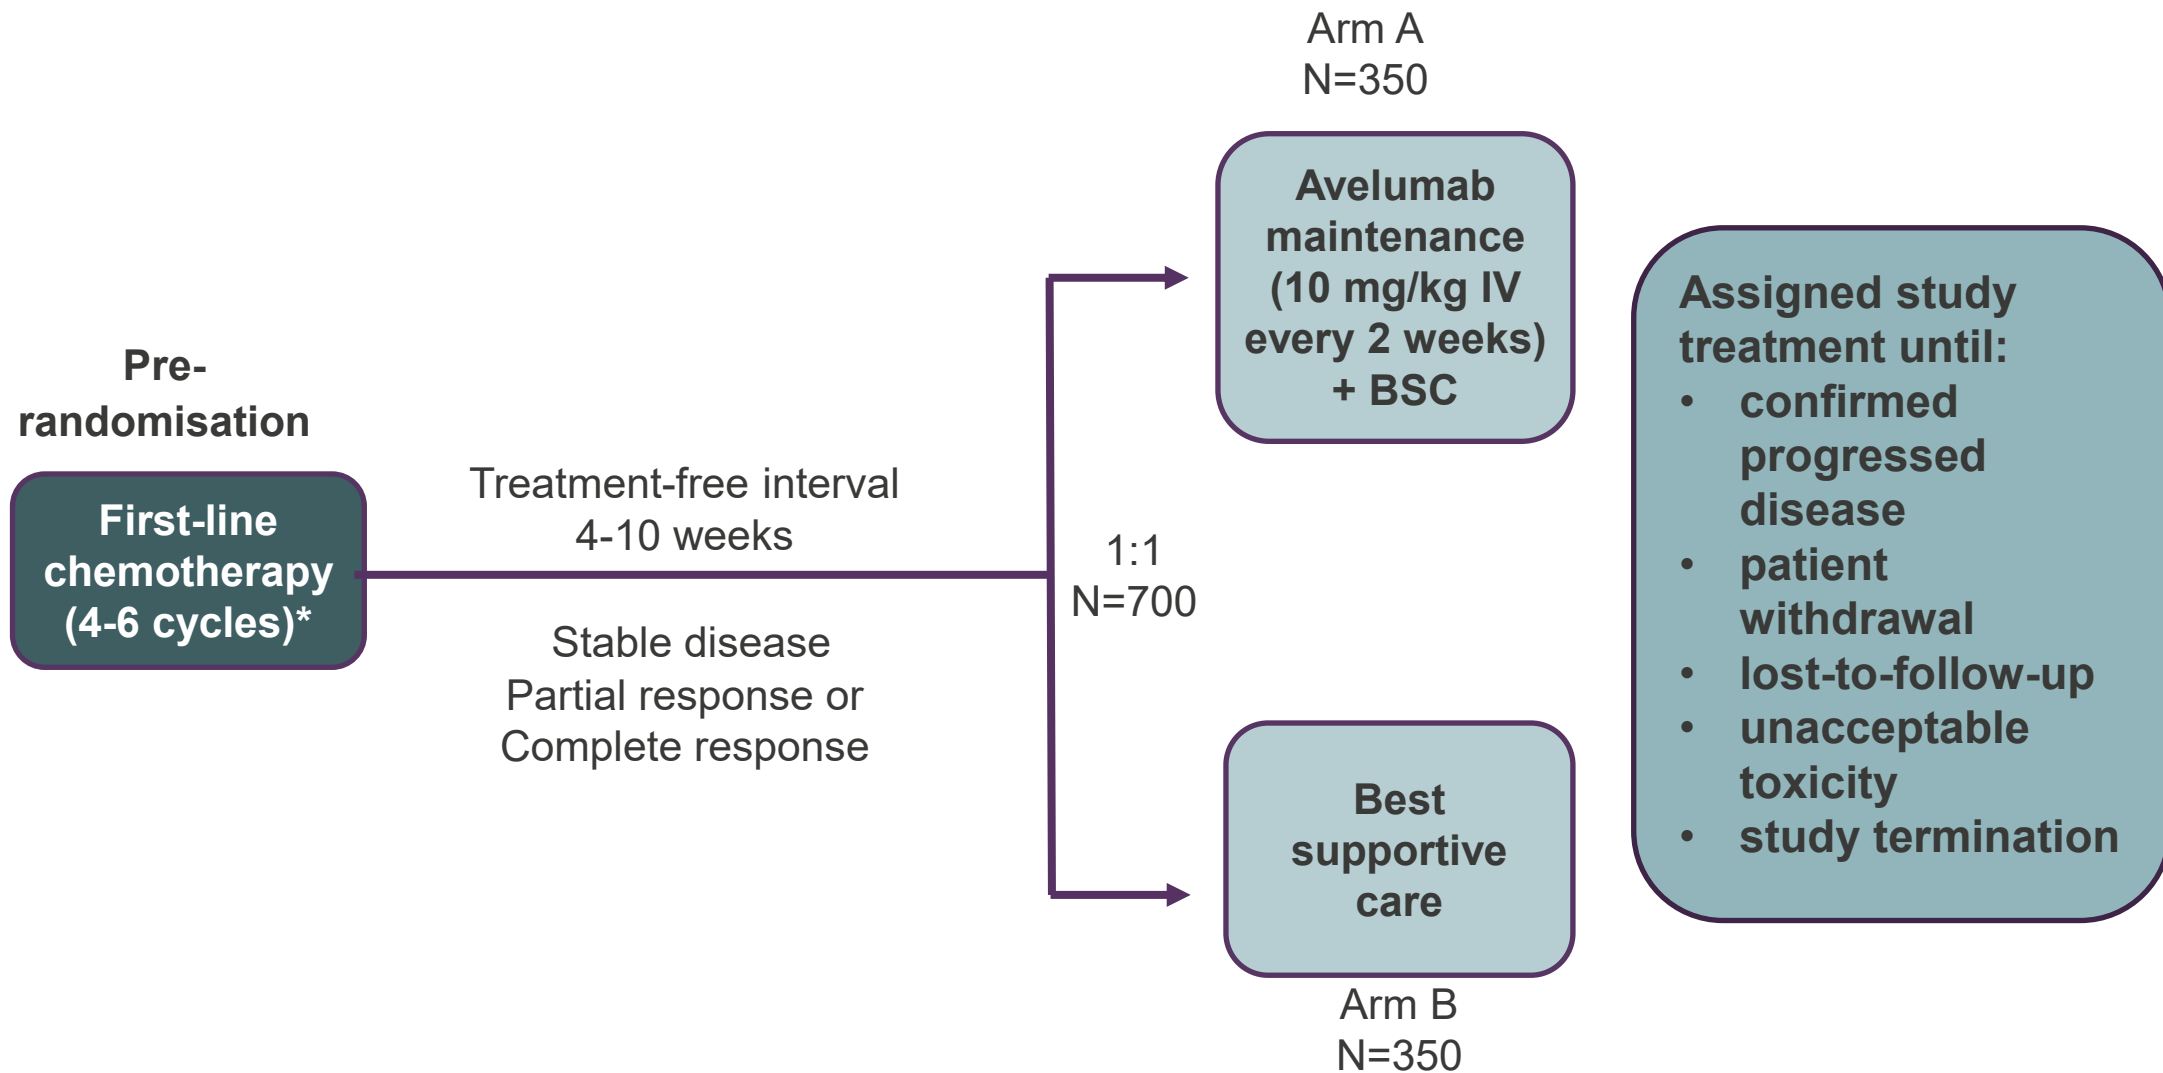 Pre-
randomisation
First-line
chemotherapy
(4-6 cycles)*
Treatment-free interval
4-10 weeks
Stable disease
Partial response or
Complete response
1:1
N=700
Arm A
N=350
Avelumab
maintenance
(10 mg/kg IV
every 2 weeks)
+ BSC
Best
supportive
care
Arm B
N=350
Assigned study
treatment until:
• confirmed
progressed
disease
• patient
withdrawal
• lost-to-follow-up
• unacceptable
toxicity
• study termination